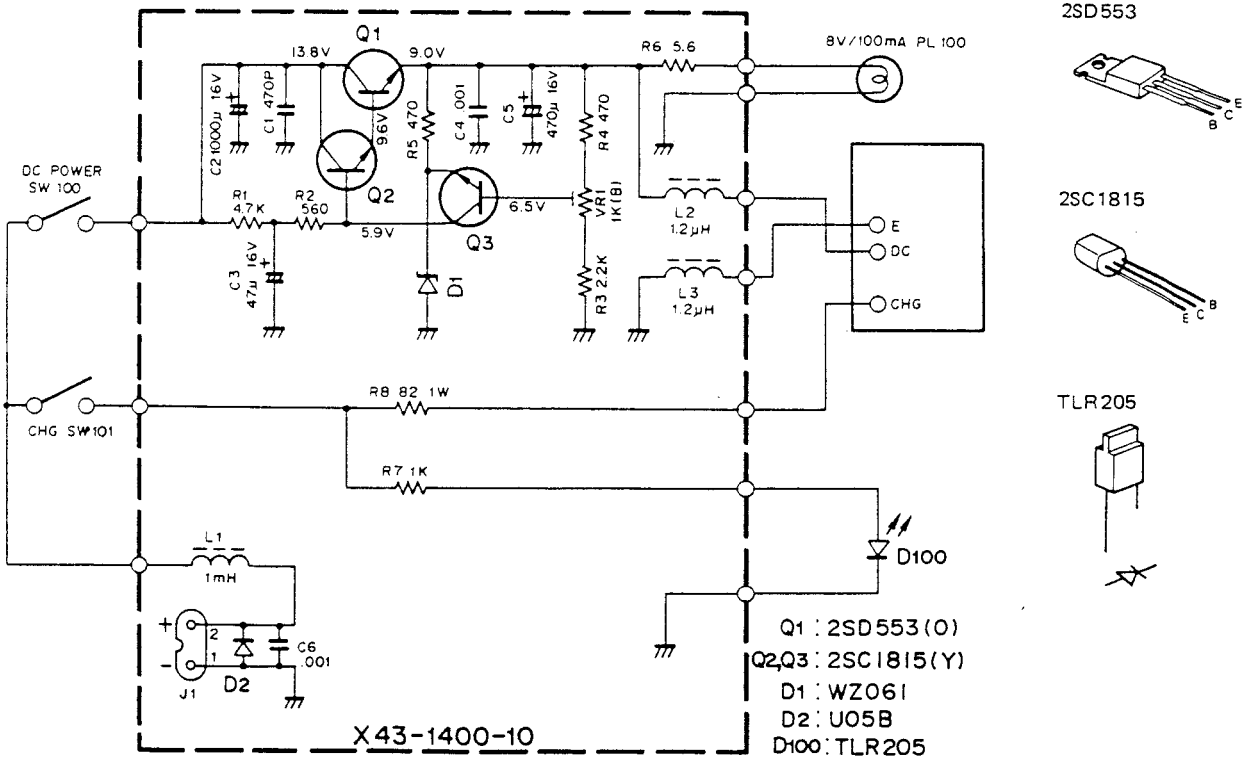 2SD553
Q1
13.8V
9.0V
R6 5.6
8V/100mA PL100
C2 1000μ 16V
+
C1 470P
9.6V
R5 470
C4 .001
C5
470μ 16V
+
R4 470
E
C
B
DC POWER
SW 100
Q2
R1
4.7K
R2
560
5.9V
Q3
6.5V
VR1
1K(B)
L2
1.2μH
2SC1815
E
DC
CHG
C3
47μ 16V
+
D1
R3 2.2K
L3
1.2μH
B
C
E
R8 82 1W
CHG SW101
TLR205
R7 1K
L1
1mH
D100
+
2
-
1
J1
D2
C6
.001
Q1 : 2SD553(O)
Q2,Q3 : 2SC1815(Y)
D1 : WZ061
D2 : U05B
D100 : TLR205
X43-1400-10